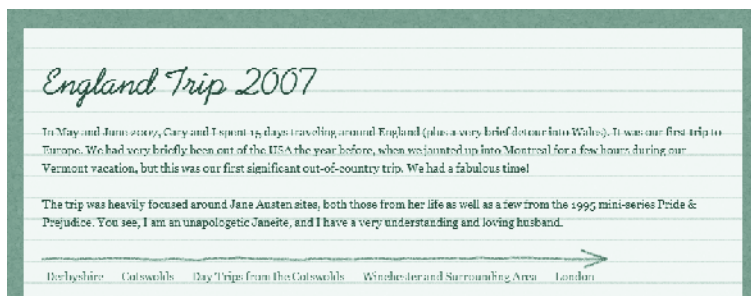 England Trip 2007
In May and June 2007, Cary and I spent 15 days traveling around England (plus a very brief detour into Wales). It was our first trip to
Europe. We had very briefly been out of the USA the year before, when we jaunted up into Montreal for a few hours during our
Vermont vacation, but this was our first significant out-of-country trip. We had a fabulous time!
The trip was heavily focused around Jane Austen sites, both those from her life as well as a few from the 1995 mini-series Pride &
Prejudice. You see, I am an unapologetic Janeite, and I have a very understanding and loving husband.
Derbyshire Cotswolds Day Trips from the Cotswolds Winchester and Surrounding Area London